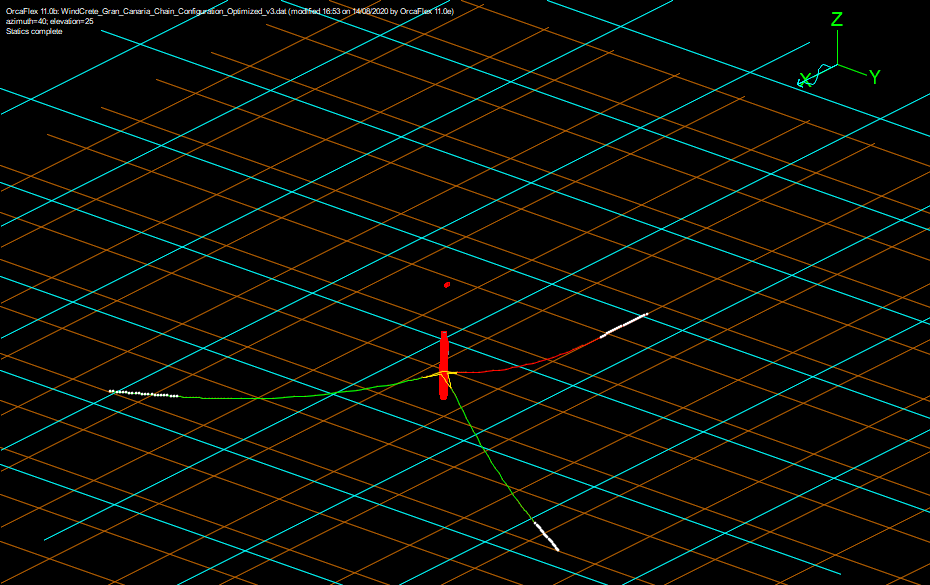 OrcaFlex 11.0b: WindCrete_Gran_Canaria_Chain_Configuration_Optimized_v3.dat (modified 16:53 on 14/08/2020 by OrcaFlex 11.0e)
azimuth=40; elevation=25
Statics complete
Z
X
Y